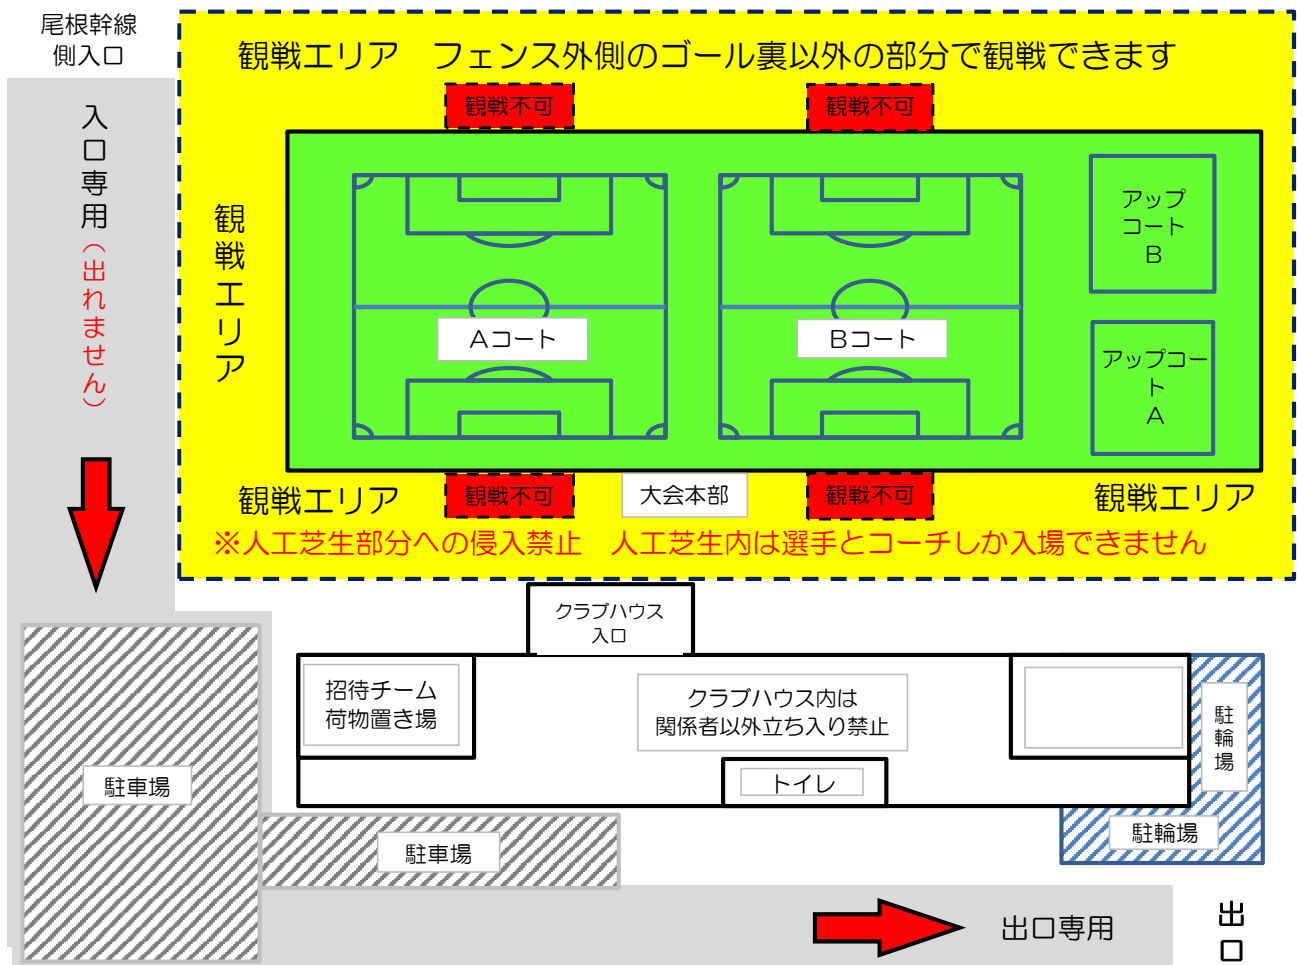 尾根幹線
側入口
観戦エリア　フェンス外側のゴール裏以外の部分で観戦できます
観戦不可
観戦不可
入口専用（出れません）
観戦エリア
アップ
コート
B
Aコート
Bコート
アップコー
ト
A
観戦エリア
観戦不可
大会本部
観戦不可
観戦エリア
※人工芝生部分への侵入禁止　人工芝生内は選手とコーチしか入場できません
クラブハウス
入口
招待チーム
荷物置き場
クラブハウス内は
関係者以外立ち入り禁止
駐輪場
駐車場
トイレ
駐車場
駐輪場
出口専用
出口